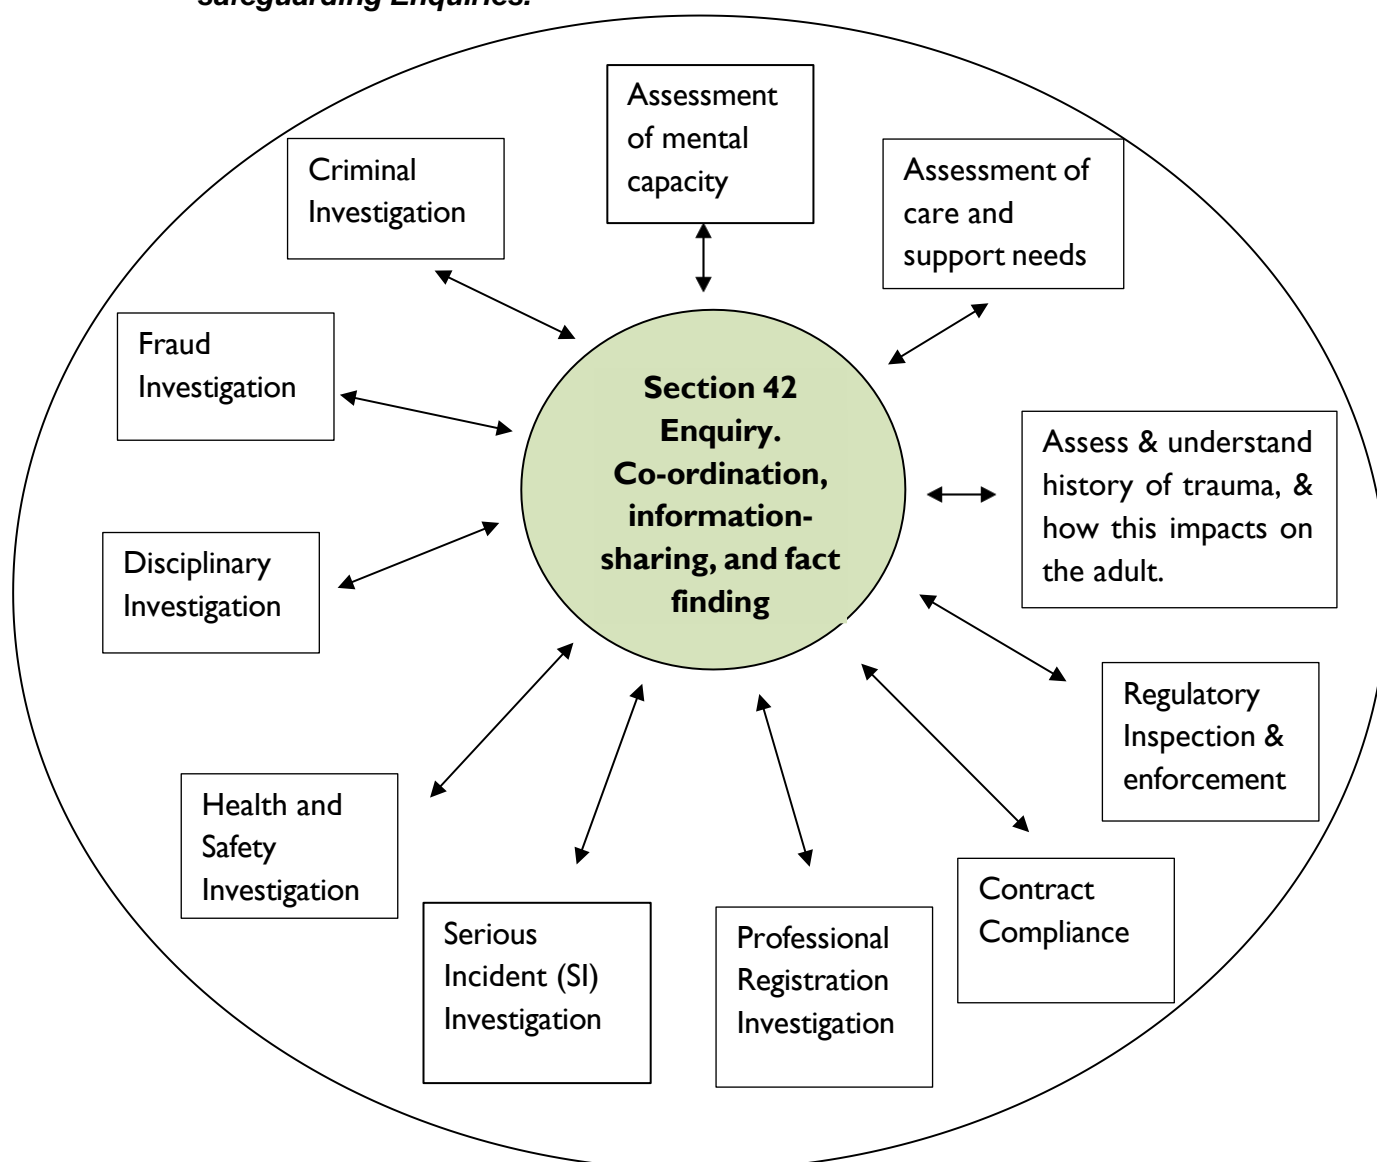 safeguarding Enquiries.
Assessment
of mental
capacity
Criminal
Investigation
Assessment of
care and
support needs
Fraud
Investigation
Section 42
Enquiry.
Co-ordination,
information-
sharing, and fact
finding
Assess & understand
history of trauma, &
how this impacts on
the adult.
Disciplinary
Investigation
Regulatory
Inspection &
enforcement
Health and
Safety
Investigation
Contract
Compliance
Serious
Incident (SI)
Investigation
Professional
Registration
Investigation